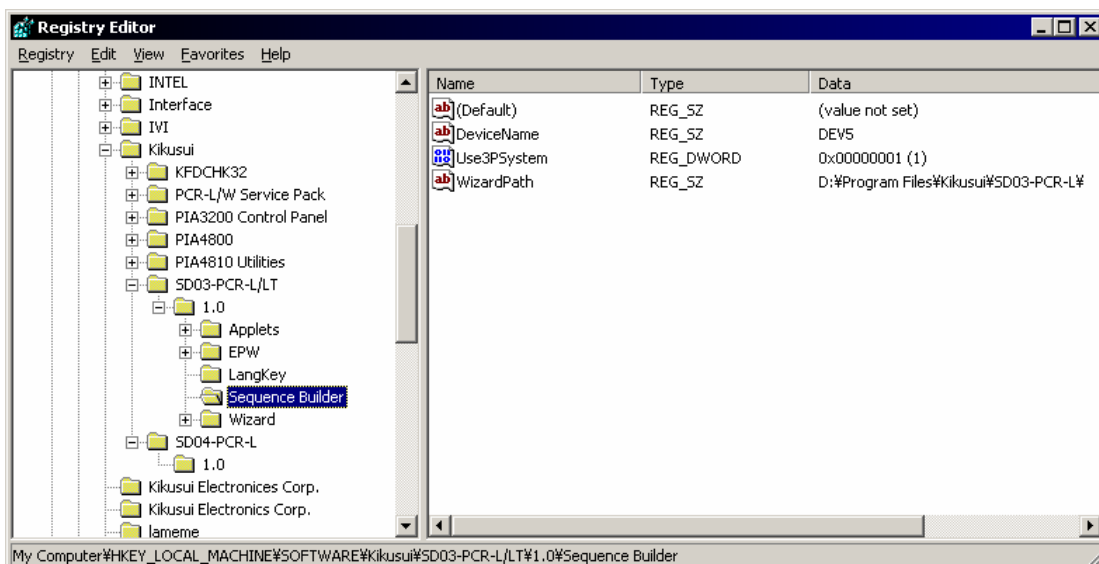 Registry Editor
Registry Edit View Favorites Help
INTEL
Interface
IVI
Kikusui
KFDCHK32
PCR-L/W Service Pack
PIA3200 Control Panel
PIA4800
PIA4810 Utilities
SD03-PCR-L/LT
1.0
Applets
EPW
LangKey
Sequence Builder
Wizard
SD04-PCR-L
1.0
Kikusui Electronices Corp.
Kikusui Electronics Corp.
lameme
Name Type Data
(Default) REG_SZ (value not set)
DeviceName REG_SZ DEV5
Use3PSystem REG_DWORD 0x00000001 (1)
WizardPath REG_SZ D:¥Program Files¥Kikusui¥SD03-PCR-L¥
My Computer¥HKEY_LOCAL_MACHINE¥SOFTWARE¥Kikusui¥SD03-PCR-L/LT¥1.0¥Sequence Builder